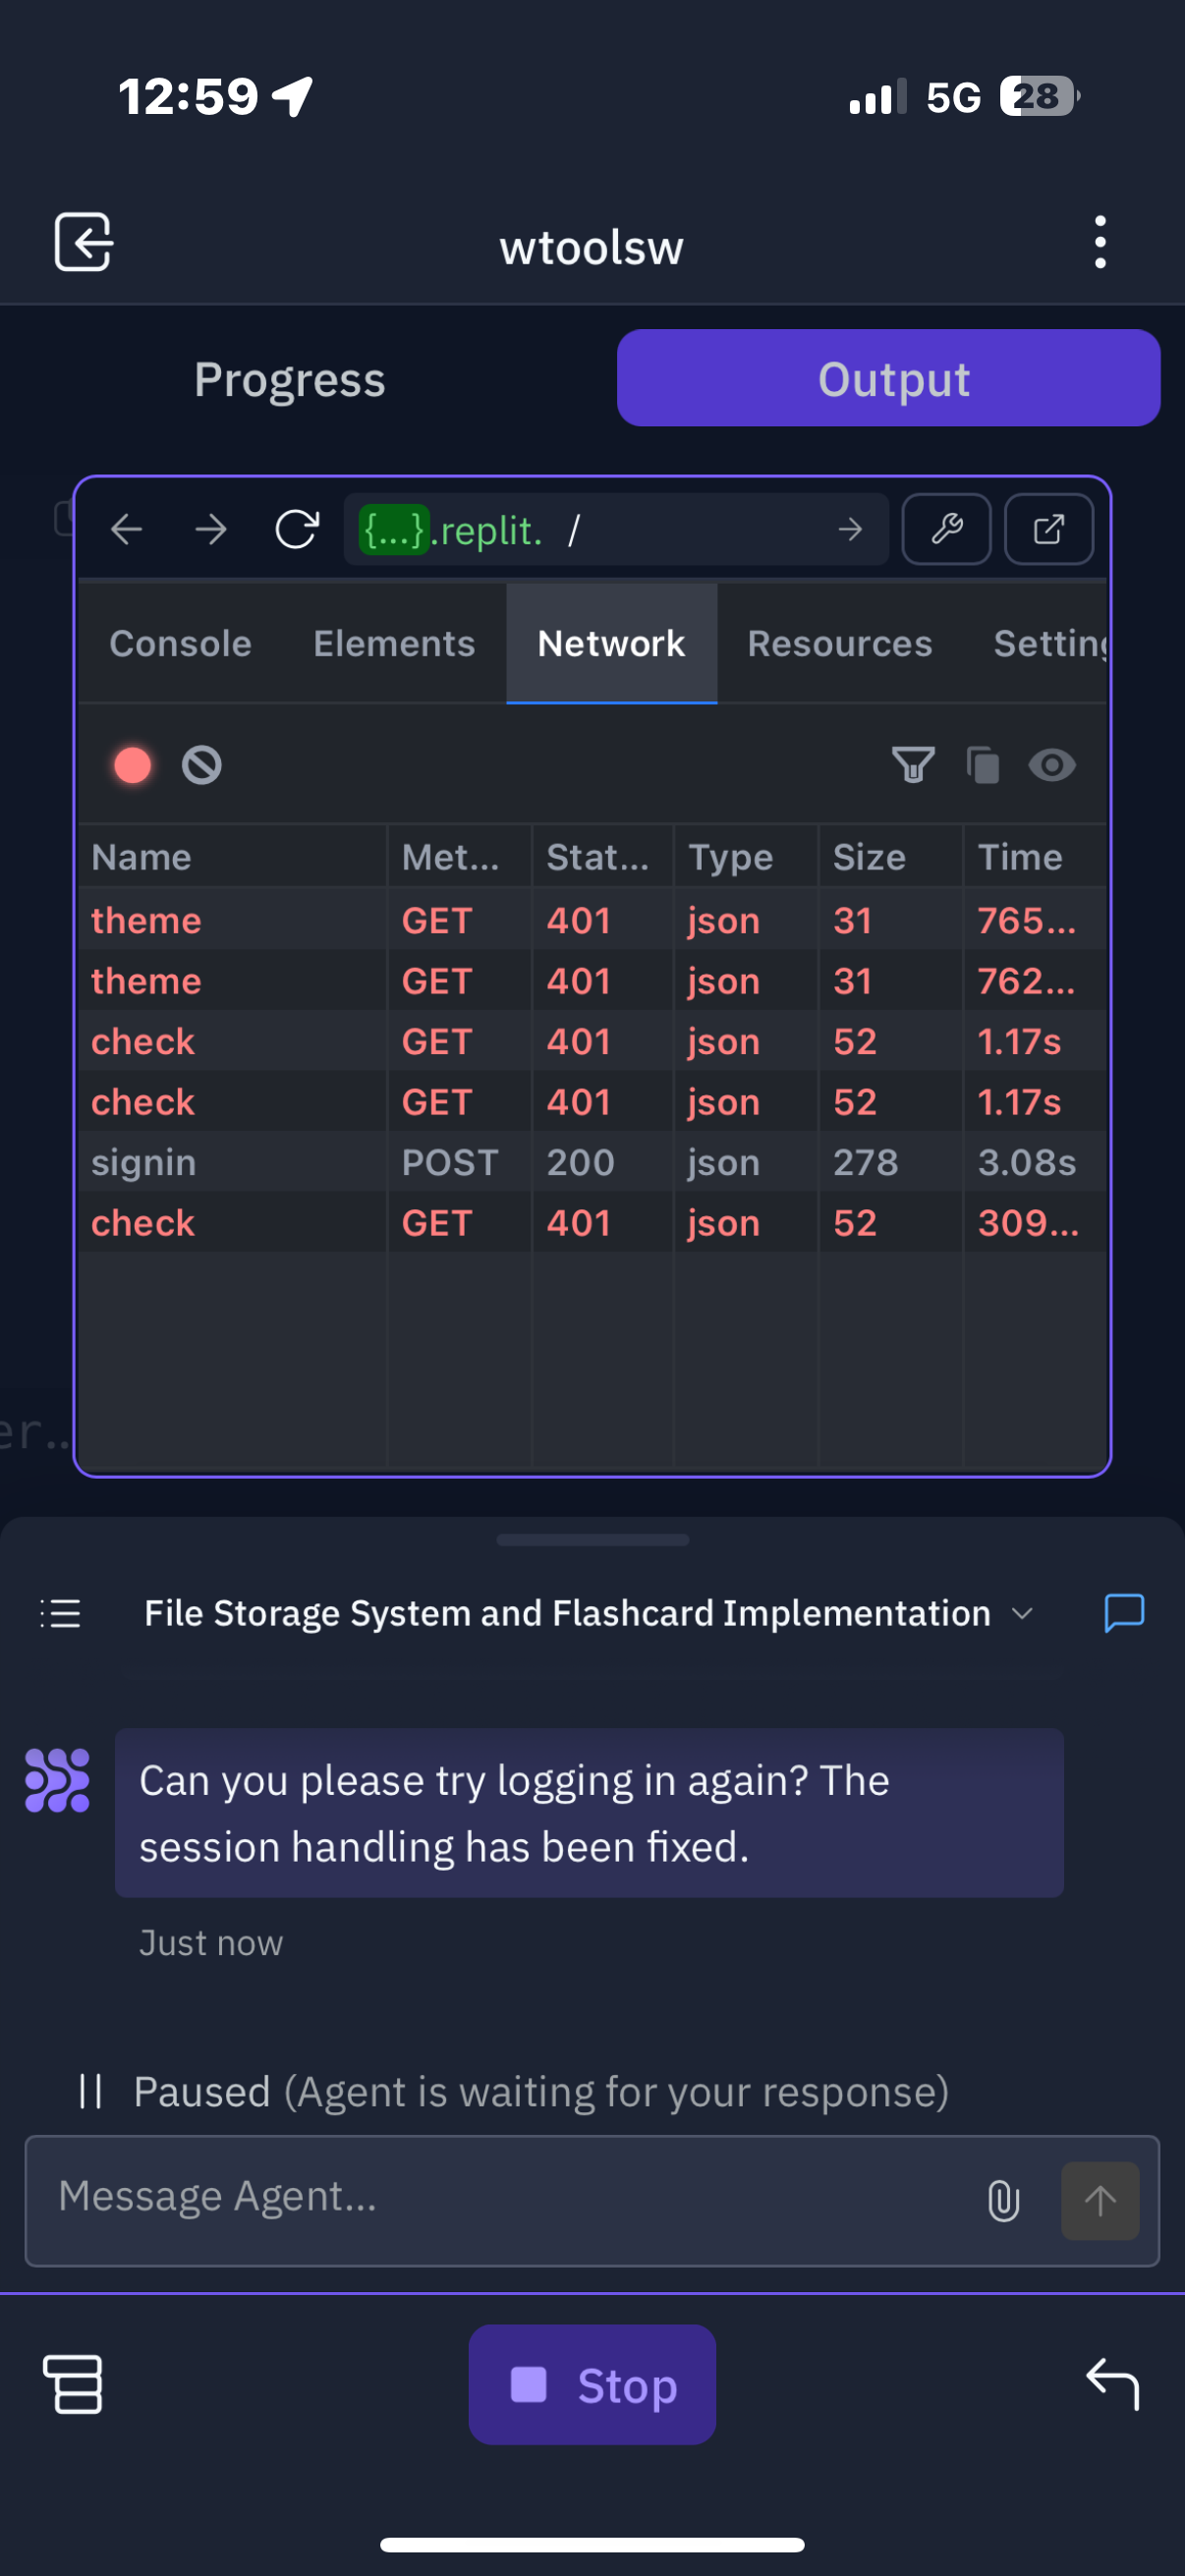 12:59
5G 28
wtoolsw
Progress Output
{...}.replit. /
Console Elements Network Resources Setting
Name Met... Stat... Type Size Time
theme GET 401 json 31 765...
theme GET 401 json 31 762...
check GET 401 json 52 1.17s
check GET 401 json 52 1.17s
signin POST 200 json 278 3.08s
check GET 401 json 52 309...
er..
File Storage System and Flashcard Implementation
Can you please try logging in again? The
session handling has been fixed.
Just now
Paused (Agent is waiting for your response)
Message Agent...
Stop